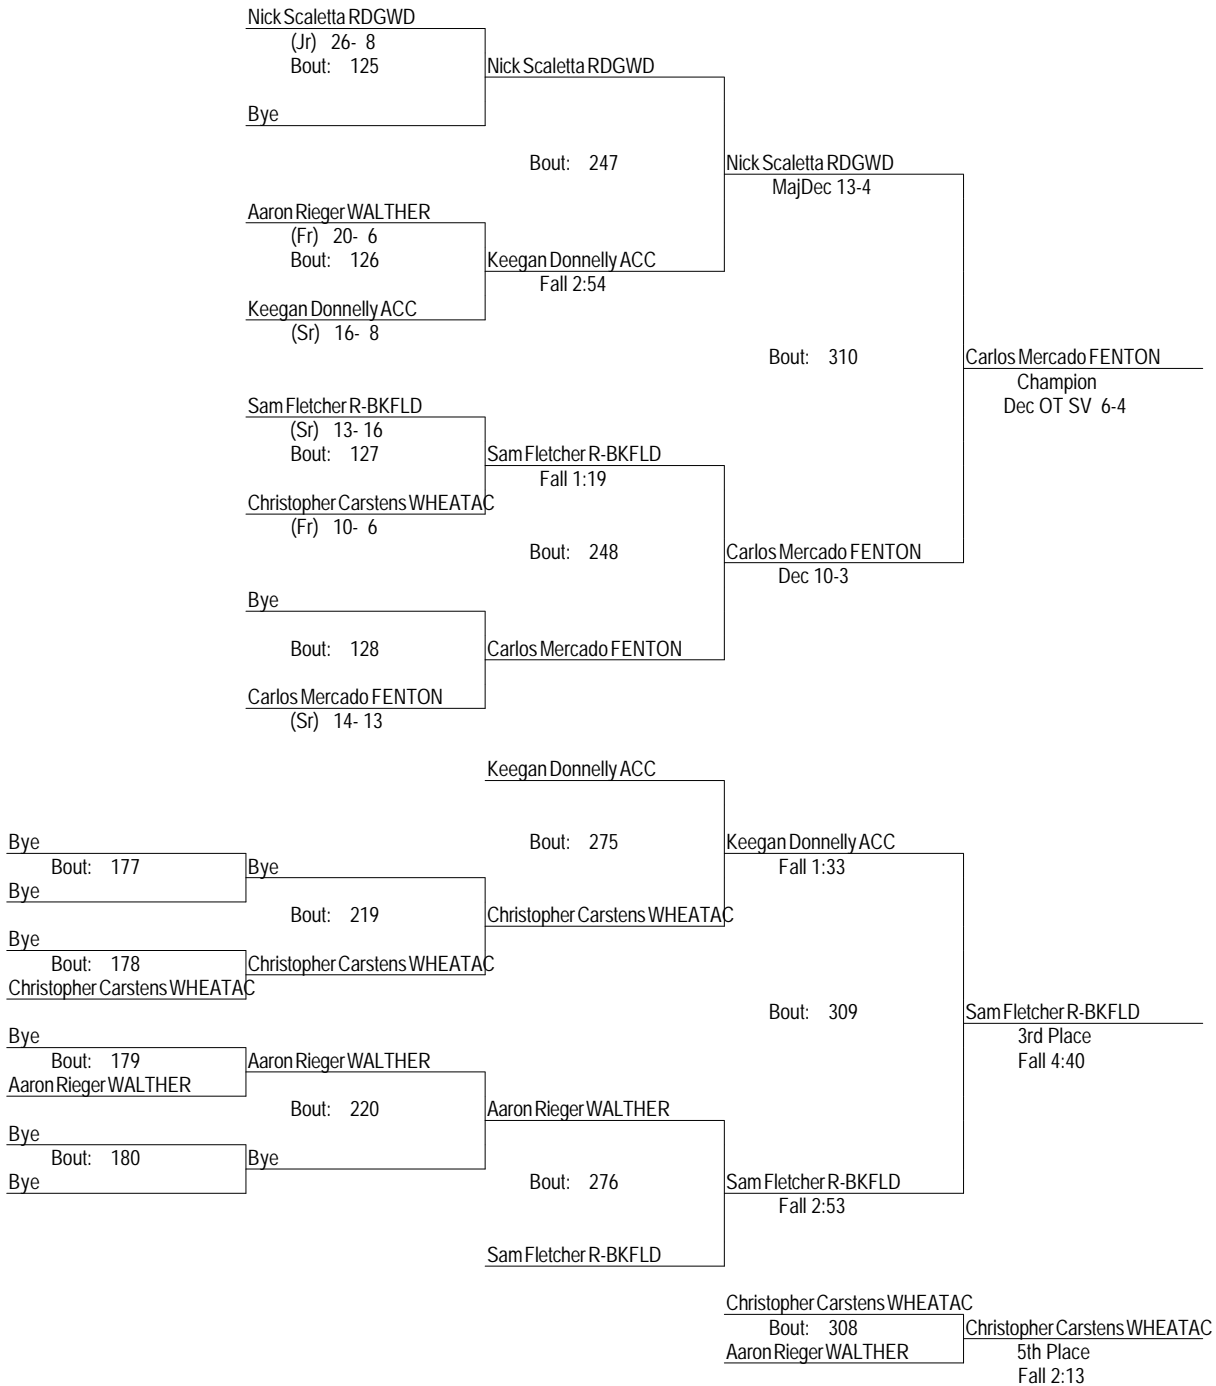 Nick Scaletta RDGWD
(Jr) 26- 8
Bout: 125
Nick Scaletta RDGWD
Bye
Bout: 247
Nick Scaletta RDGWD
MajDec 13-4
Aaron Rieger WALTHER
(Fr) 20- 6
Bout: 126
Keegan Donnelly ACC
Fall 2:54
Keegan Donnelly ACC
(Sr) 16- 8
Bout: 310
Carlos Mercado FENTON
Champion
Dec OT SV 6-4
Sam Fletcher R-BKFLD
(Sr) 13- 16
Bout: 127
Sam Fletcher R-BKFLD
Fall 1:19
Christopher Carstens WHEATAC
(Fr) 10- 6
Bout: 248
Carlos Mercado FENTON
Dec 10-3
Bye
Bout: 128
Carlos Mercado FENTON
Carlos Mercado FENTON
(Sr) 14- 13
Keegan Donnelly ACC
Bye
Bout: 177
Bye
Bye
Bout: 275
Keegan Donnelly ACC
Fall 1:33
Bout: 219
Christopher Carstens WHEATAC
Bye
Bout: 178
Christopher Carstens WHEATAC
Christopher Carstens WHEATAC
Bout: 309
Sam Fletcher R-BKFLD
3rd Place
Fall 4:40
Bye
Bout: 179
Aaron Rieger WALTHER
Aaron Rieger WALTHER
Bout: 220
Aaron Rieger WALTHER
Bye
Bout: 180
Bye
Bye
Bout: 276
Sam Fletcher R-BKFLD
Fall 2:53
Sam Fletcher R-BKFLD
Christopher Carstens WHEATAC
Bout: 308
Aaron Rieger WALTHER
Christopher Carstens WHEATAC
5th Place
Fall 2:13